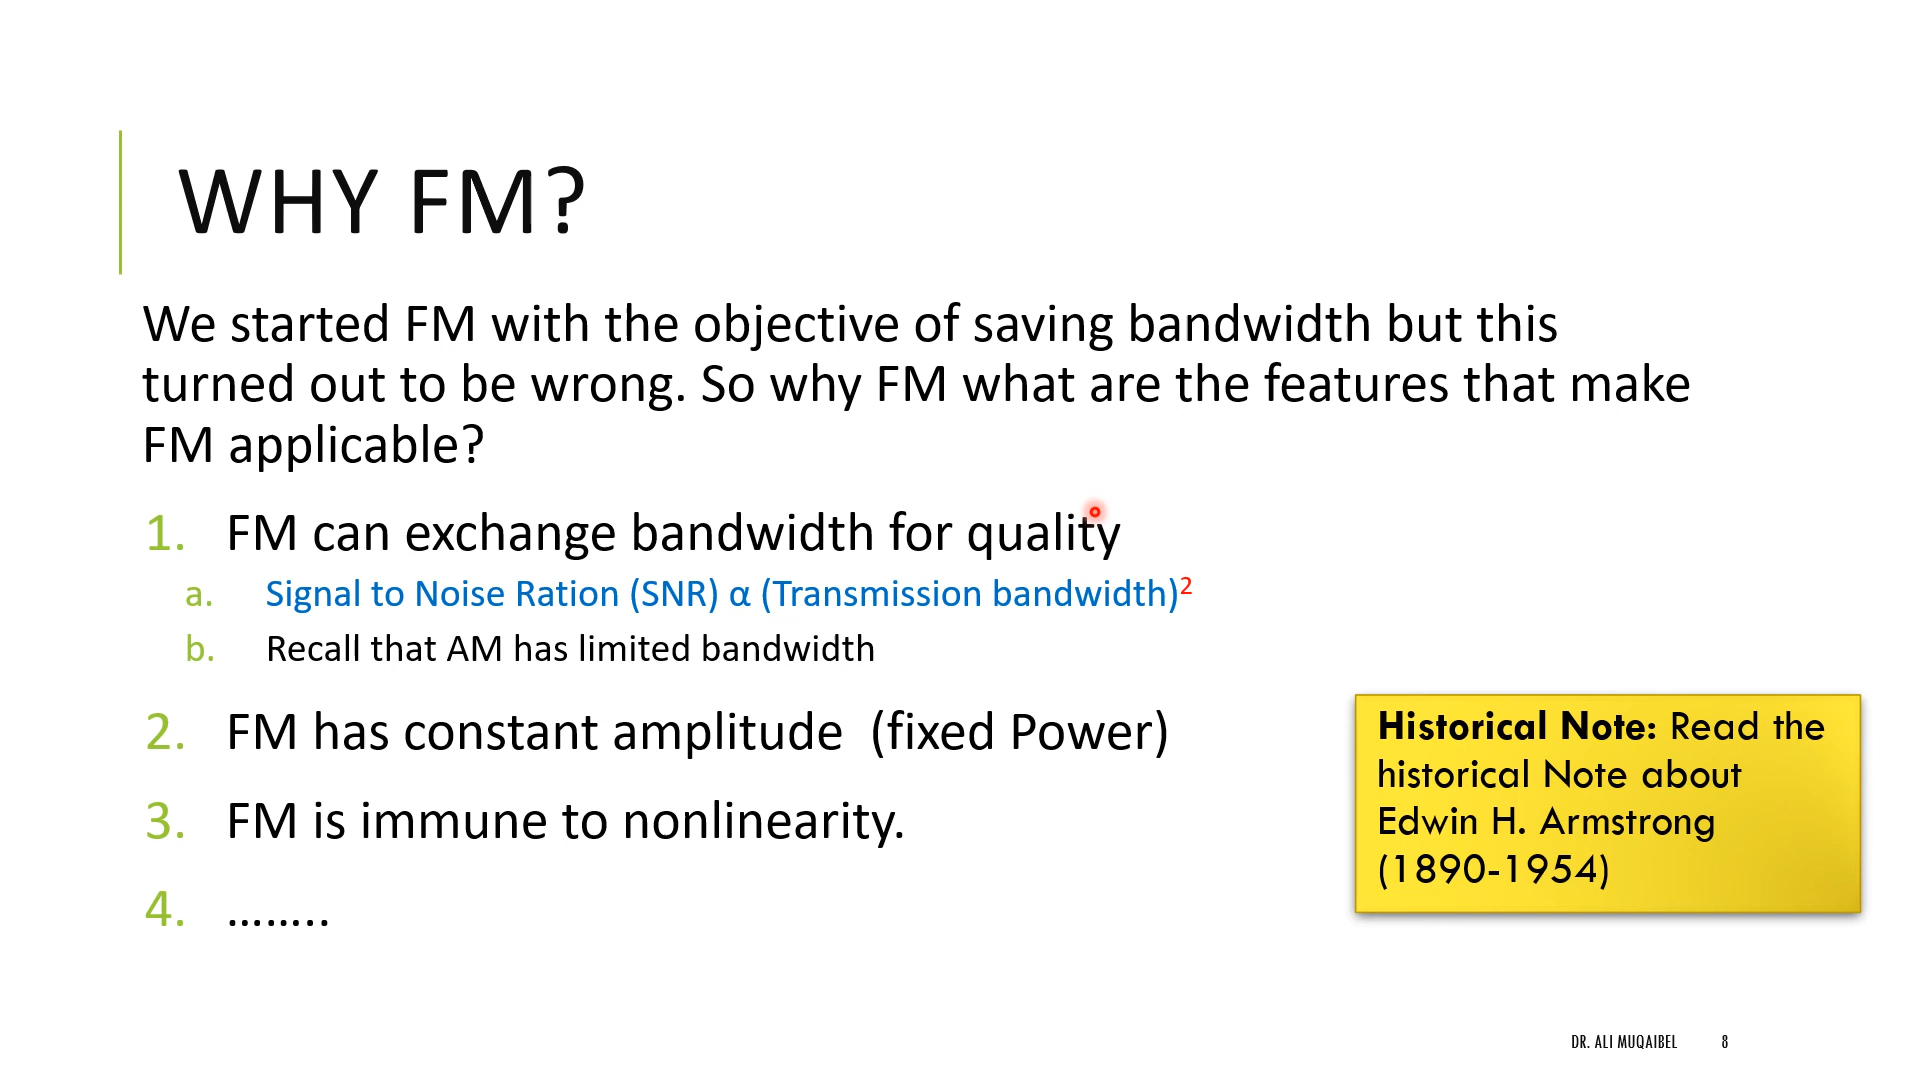 WHY FM?
We started FM with the objective of saving bandwidth but this
turned out to be wrong. So why FM what are the features that make
FM applicable?
1. FM can exchange bandwidth for quality
a. Signal to Noise Ration (SNR) α (Transmission bandwidth)²
b. Recall that AM has limited bandwidth
2. FM has constant amplitude (fixed Power)
3. FM is immune to nonlinearity.
4. ……..
Historical Note: Read the
historical Note about
Edwin H. Armstrong
(1890-1954)
DR. ALI MUQAIBEL 8